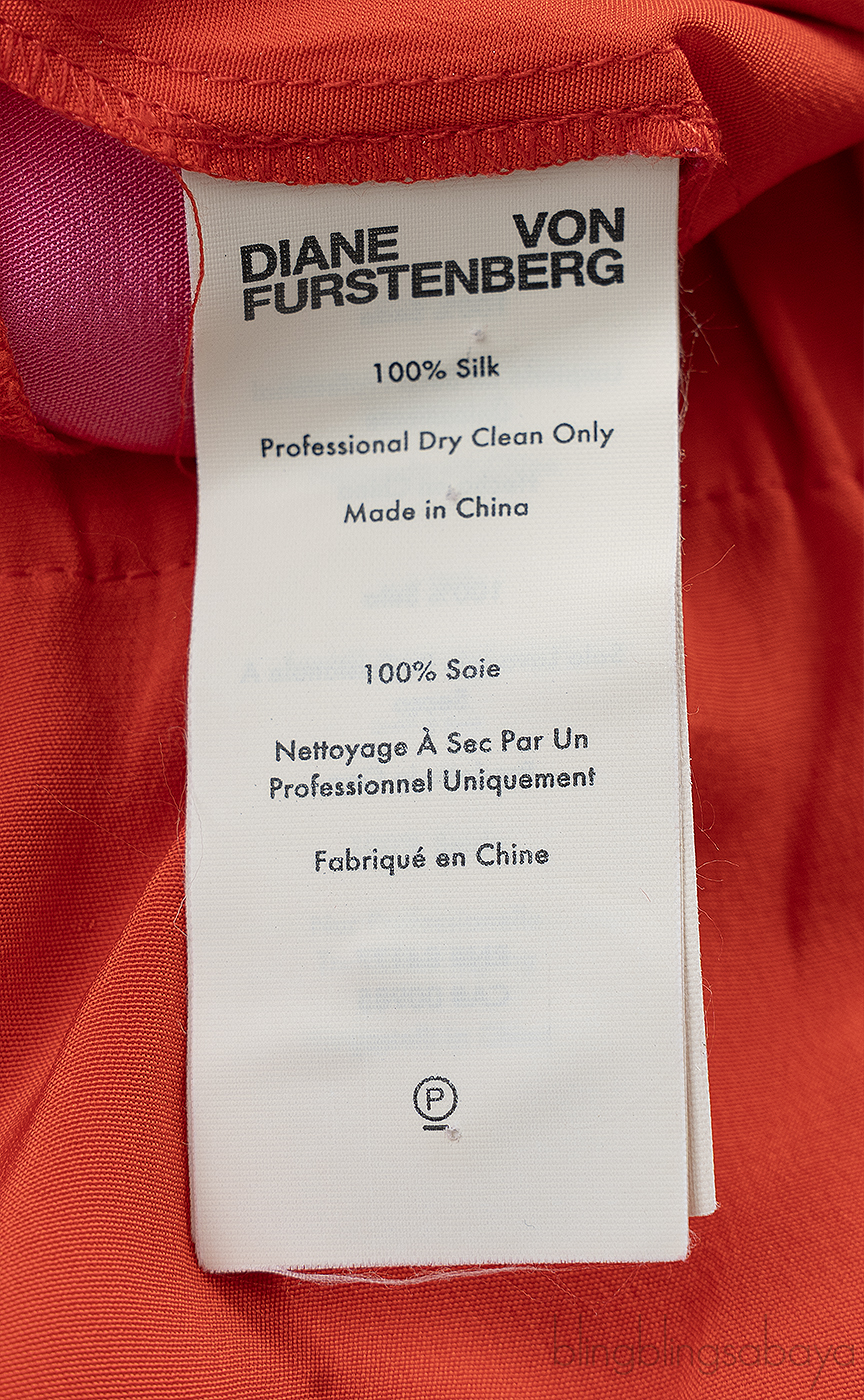 DIANE VON
FURSTENBERG
100% Silk
Professional Dry Clean Only
Made in China
100% Soie
Nettoyage À Sec Par Un
Professionnel Uniquement
Fabriqué en Chine
P
blingblingsabaya